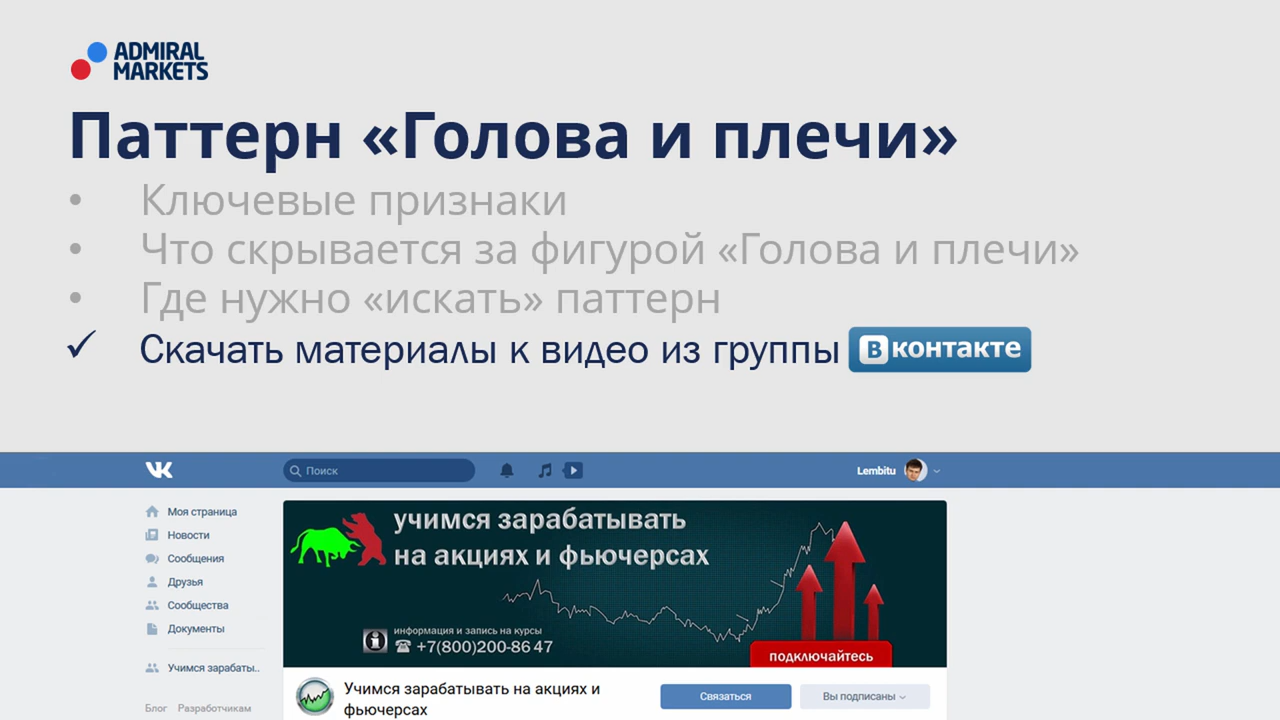 ADMIRAL
MARKETS
Паттерн «Голова и плечи»
• Ключевые признаки
• Что скрывается за фигурой «Голова и плечи»
• Где нужно «искать» паттерн
✓ Скачать материалы к видео из группы В контакте
Поиск
Lembitu
Моя страница
Новости
Сообщения
Друзья
Сообщества
Документы
Учимся зарабаты..
Блог Разработчикам
учимся зарабатывать
на акциях и фьючерсах
информация и запись на курсы
☎ +7(800)200-86 47
подключайтесь
Учимся зарабатывать на акциях и
фьючерсах
Связаться
Вы подписаны